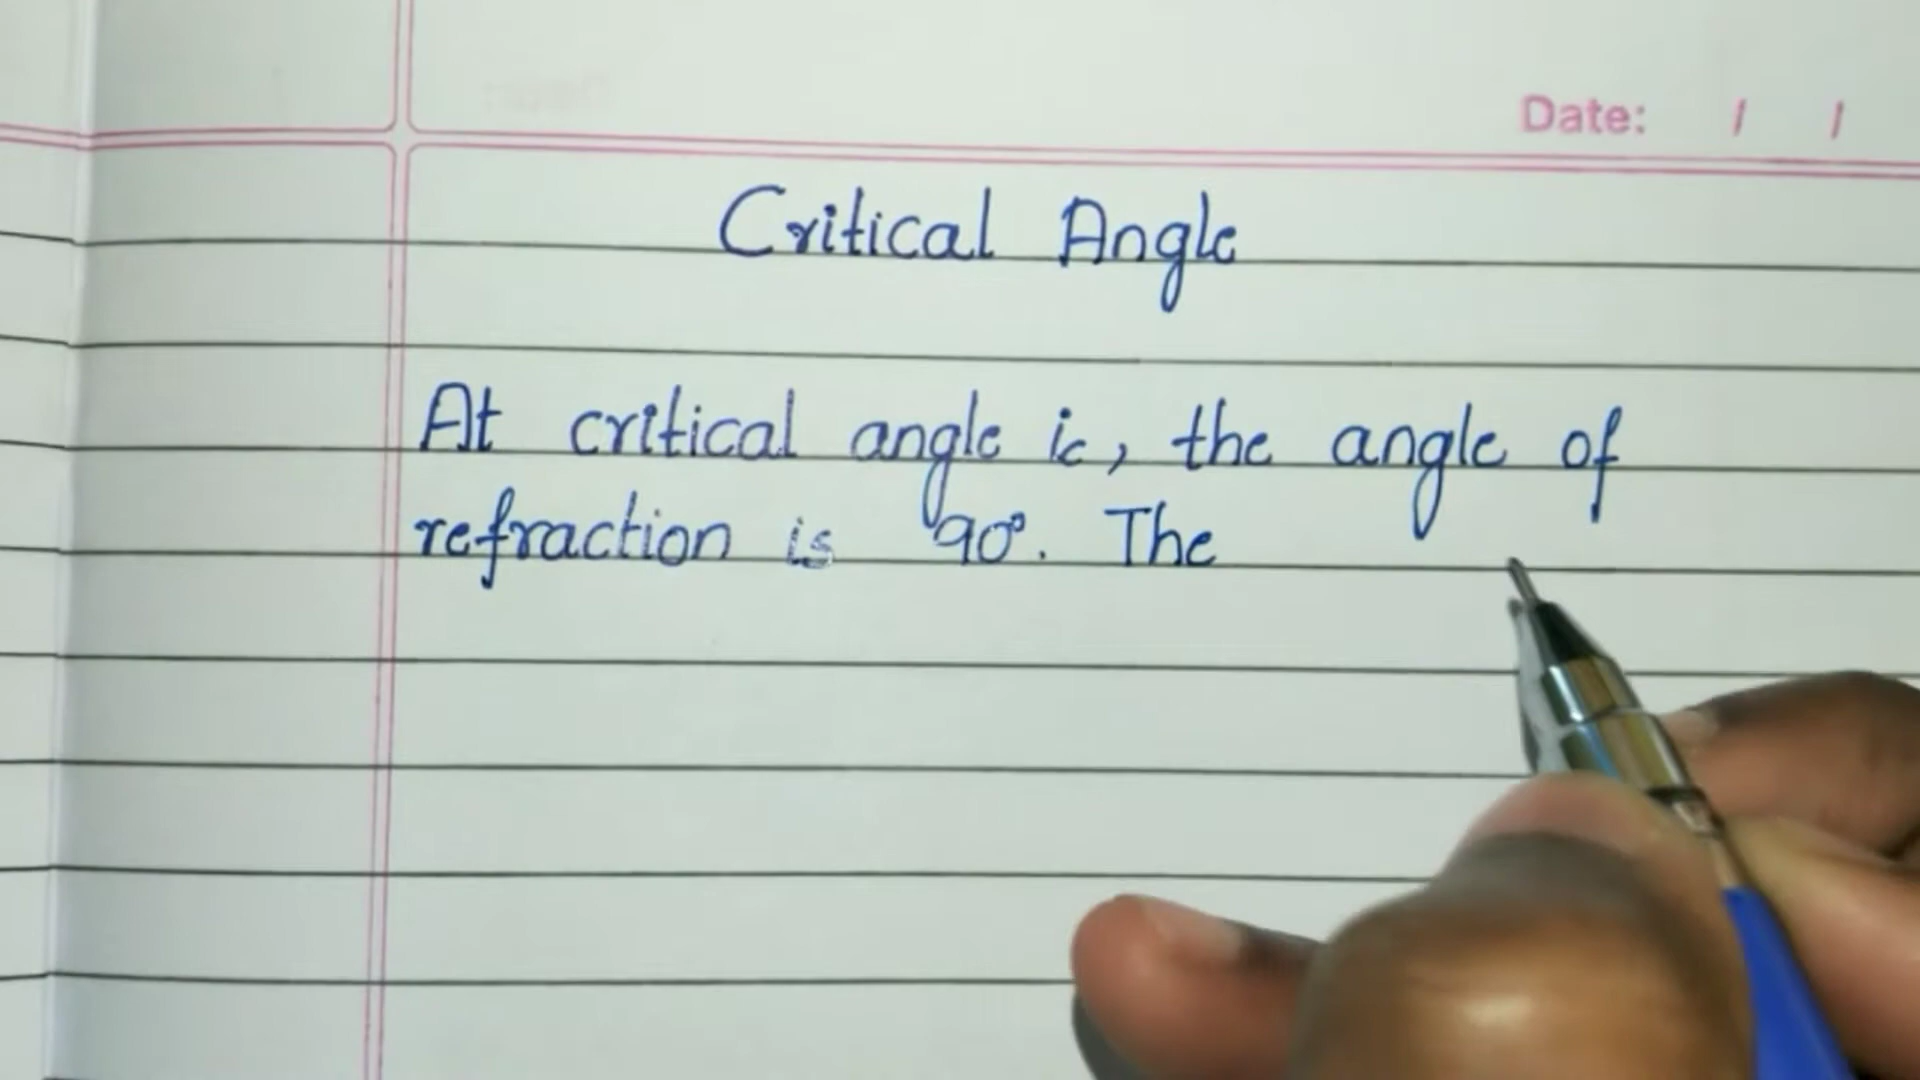 Date: / /
Critical Angle
At critical angle ic, the angle of
refraction is 90°. The